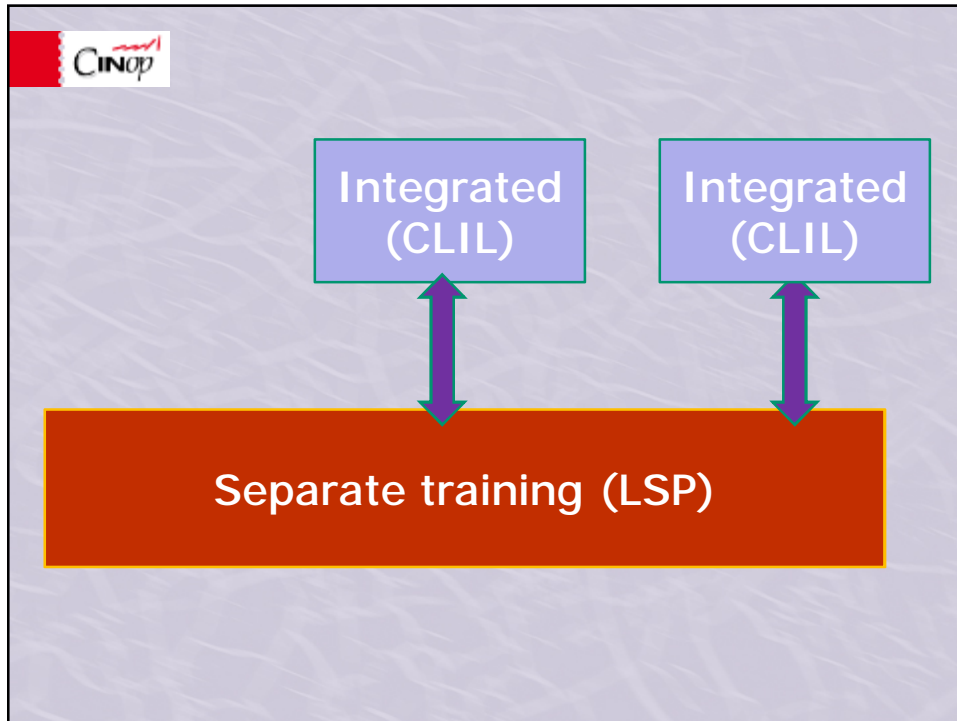 CINOP
Integrated
(CLIL)
Integrated
(CLIL)
Separate training (LSP)